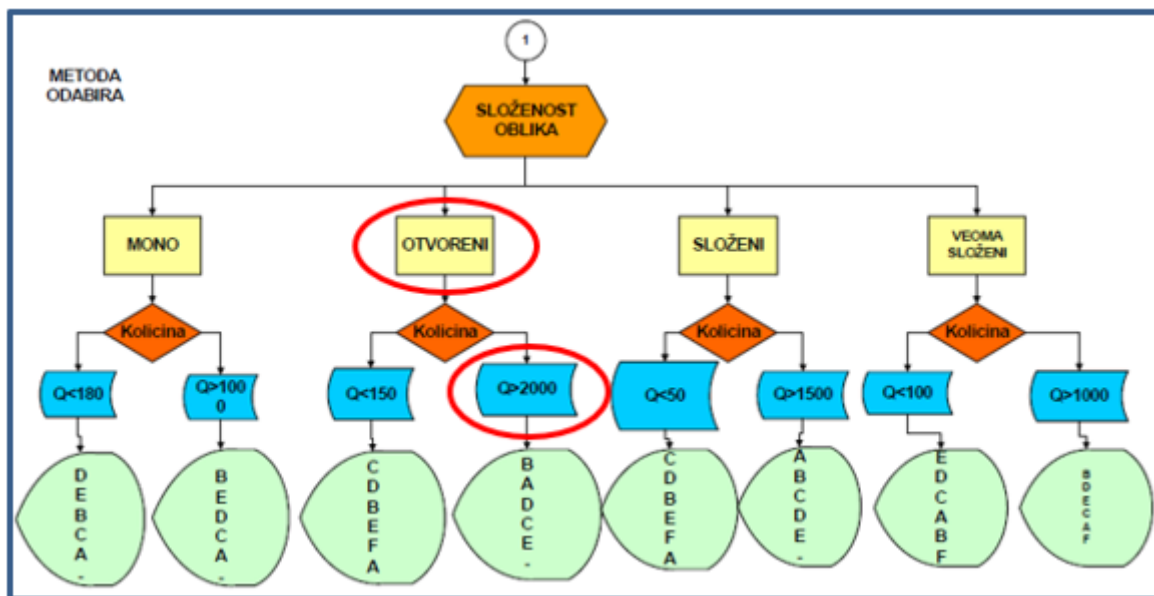 1
METODA
ODABIRA
SLOŽENOST
OBLIKA
MONO
OTVORENI
SLOŽENI
VEOMA
SLOŽENI
Kolicina
Kolicina
Kolicina
Kolicina
Q<180
Q>100
0
Q<150
Q>2000
Q<50
Q>1500
Q<100
Q>1000
D
E
B
C
A
-
B
E
D
C
A
-
C
D
B
E
F
A
B
A
D
C
E
-
C
D
B
E
F
A
A
B
C
D
E
-
E
D
C
A
B
F
B
D
E
C
A
F